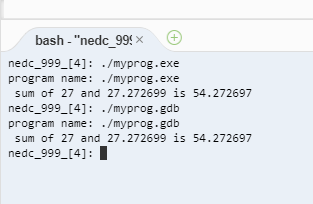 bash - "nedc_999
nedc_999_[4]: ./myprog.exe
program name: ./myprog.exe
 sum of 27 and 27.272699 is 54.272697
nedc_999_[4]: ./myprog.gdb
program name: ./myprog.gdb
 sum of 27 and 27.272699 is 54.272697
nedc_999_[4]: